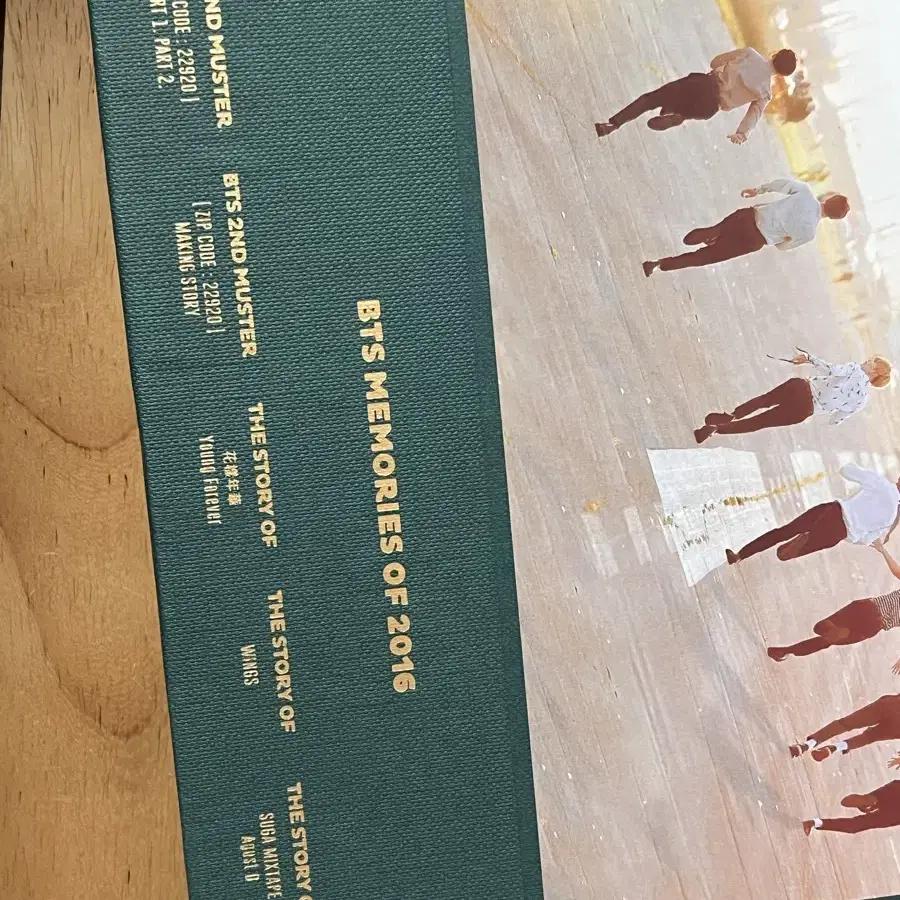 BTS MEMORIES OF 2016
ND MUSTER
CODE : 22920 |
RT 1. PART 2.
BTS 2ND MUSTER
| ZIP CODE : 22920 |
MAKING STORY
THE STORY OF
花樣年華
Young Forever
THE STORY OF
WINGS
THE STORY
SUGA MIXTAPE
Agust D